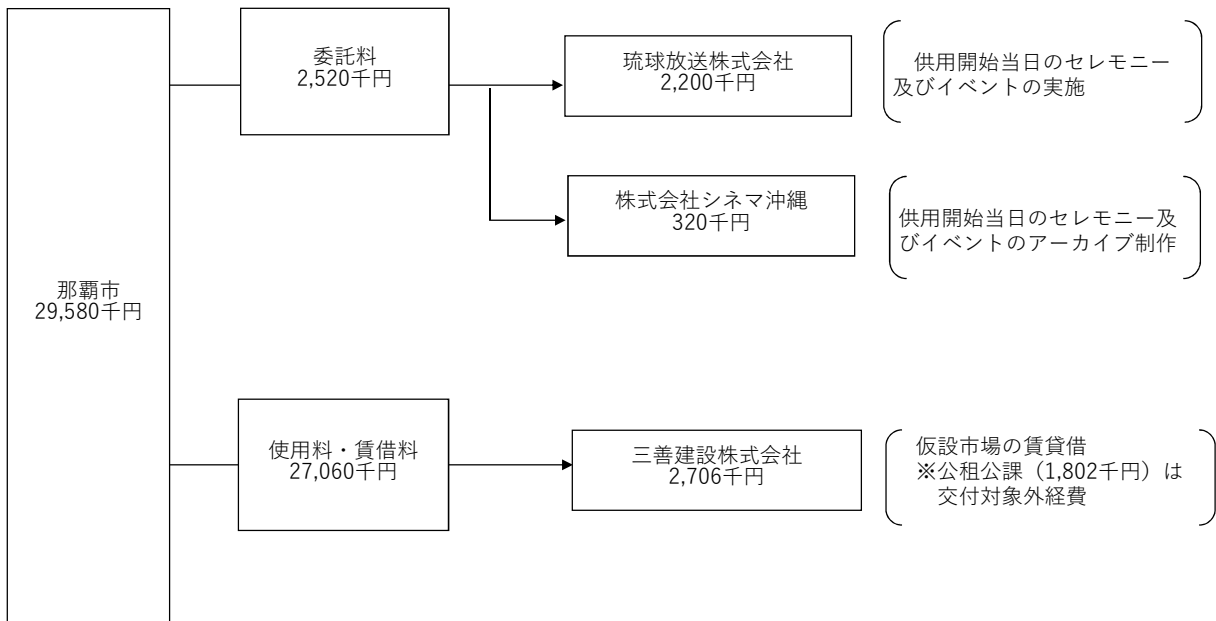 那覇市
29,580千円
委託料
2,520千円
琉球放送株式会社
2,200千円
供用開始当日のセレモニー
及びイベントの実施
株式会社シネマ沖縄
320千円
供用開始当日のセレモニー及
びイベントのアーカイブ制作
使用料・賃借料
27,060千円
三善建設株式会社
2,706千円
仮設市場の賃貸借
※公租公課（1,802千円）は
交付対象外経費